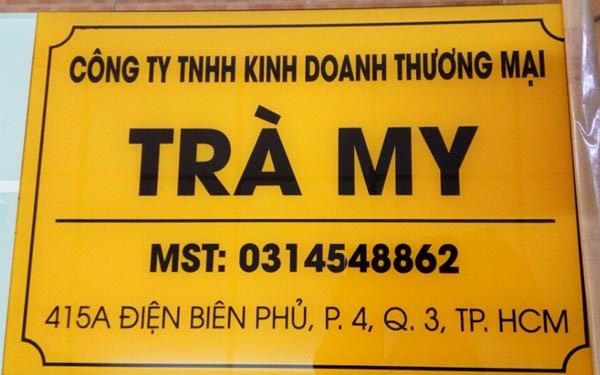 CÔNG TY TNHH KINH DOANH THƯƠNG MẠI
TRÀ MY
MST: 0314548862
415A ĐIỆN BIÊN PHỦ, P. 4, Q. 3, TP. HCM